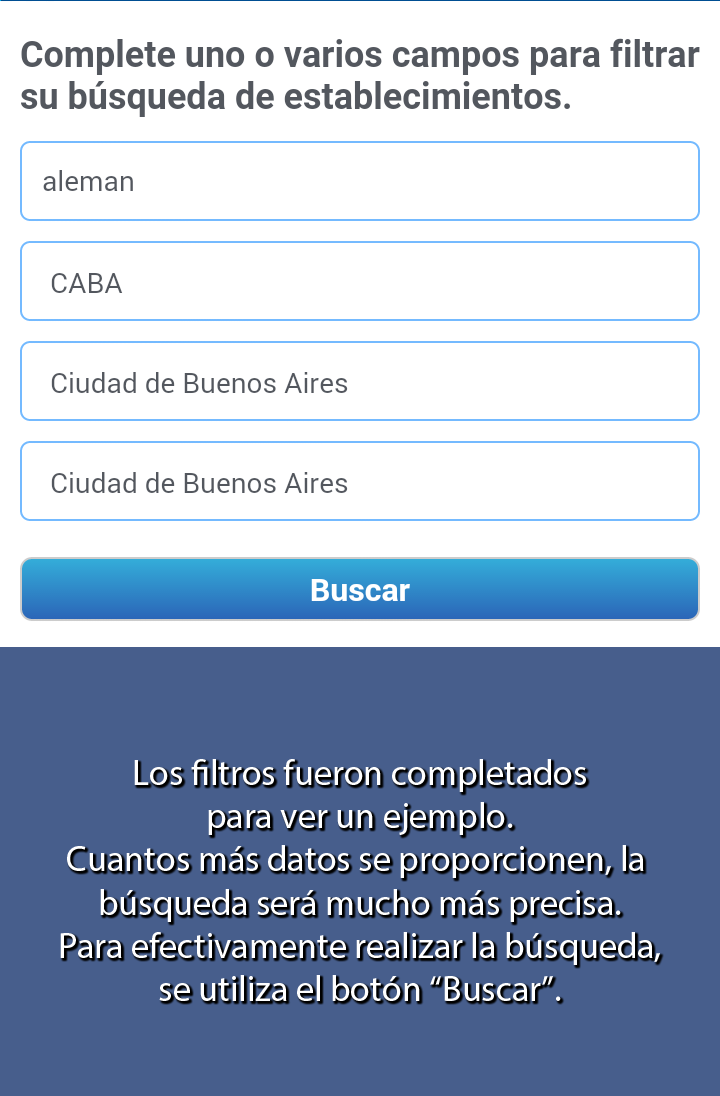 Complete uno o varios campos para filtrar
su búsqueda de establecimientos.
aleman
CABA
Ciudad de Buenos Aires
Ciudad de Buenos Aires
Buscar
Los filtros fueron completados
para ver un ejemplo.
Cuantos más datos se proporcionen, la
búsqueda será mucho más precisa.
Para efectivamente realizar la búsqueda,
se utiliza el botón “Buscar”.